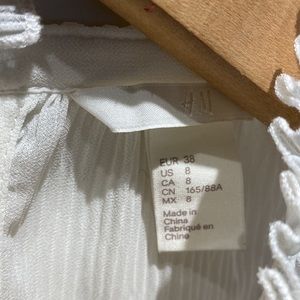 EUR 38
US 8
CA 8
CN 165/88A
MX 8
Made in
China
Fabriqué en
Chine